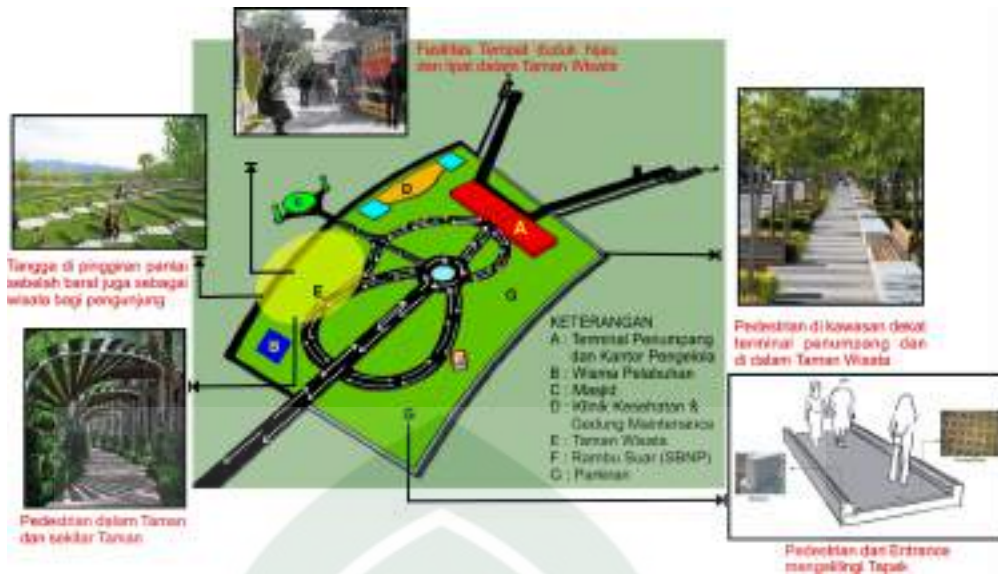 Fasilitas Tempat duduk hijau
dan lipat dalam Taman Wisata
Tangga di pinggiran pantai
sebelah barat juga sebagai
wisata bagi pengunjung
Pedestrian dalam Taman
dan sekitar Taman
A
B
D
E
G
G
KETERANGAN
A : Terminal Penumpang
dan Kantor Pengelola
B : Wisma Pelabuhan
C : Masjid
D : Klinik Kesehatan &
Gedung Maintenance
E : Taman Wisata
F : Rambu Suar (SBNP)
G : Parkiran
Pedestrian di kawasan dekat
terminal penumpang dan
di dalam Taman Wisata
Pedestrian dari Entrance
mengelilingi Tapak